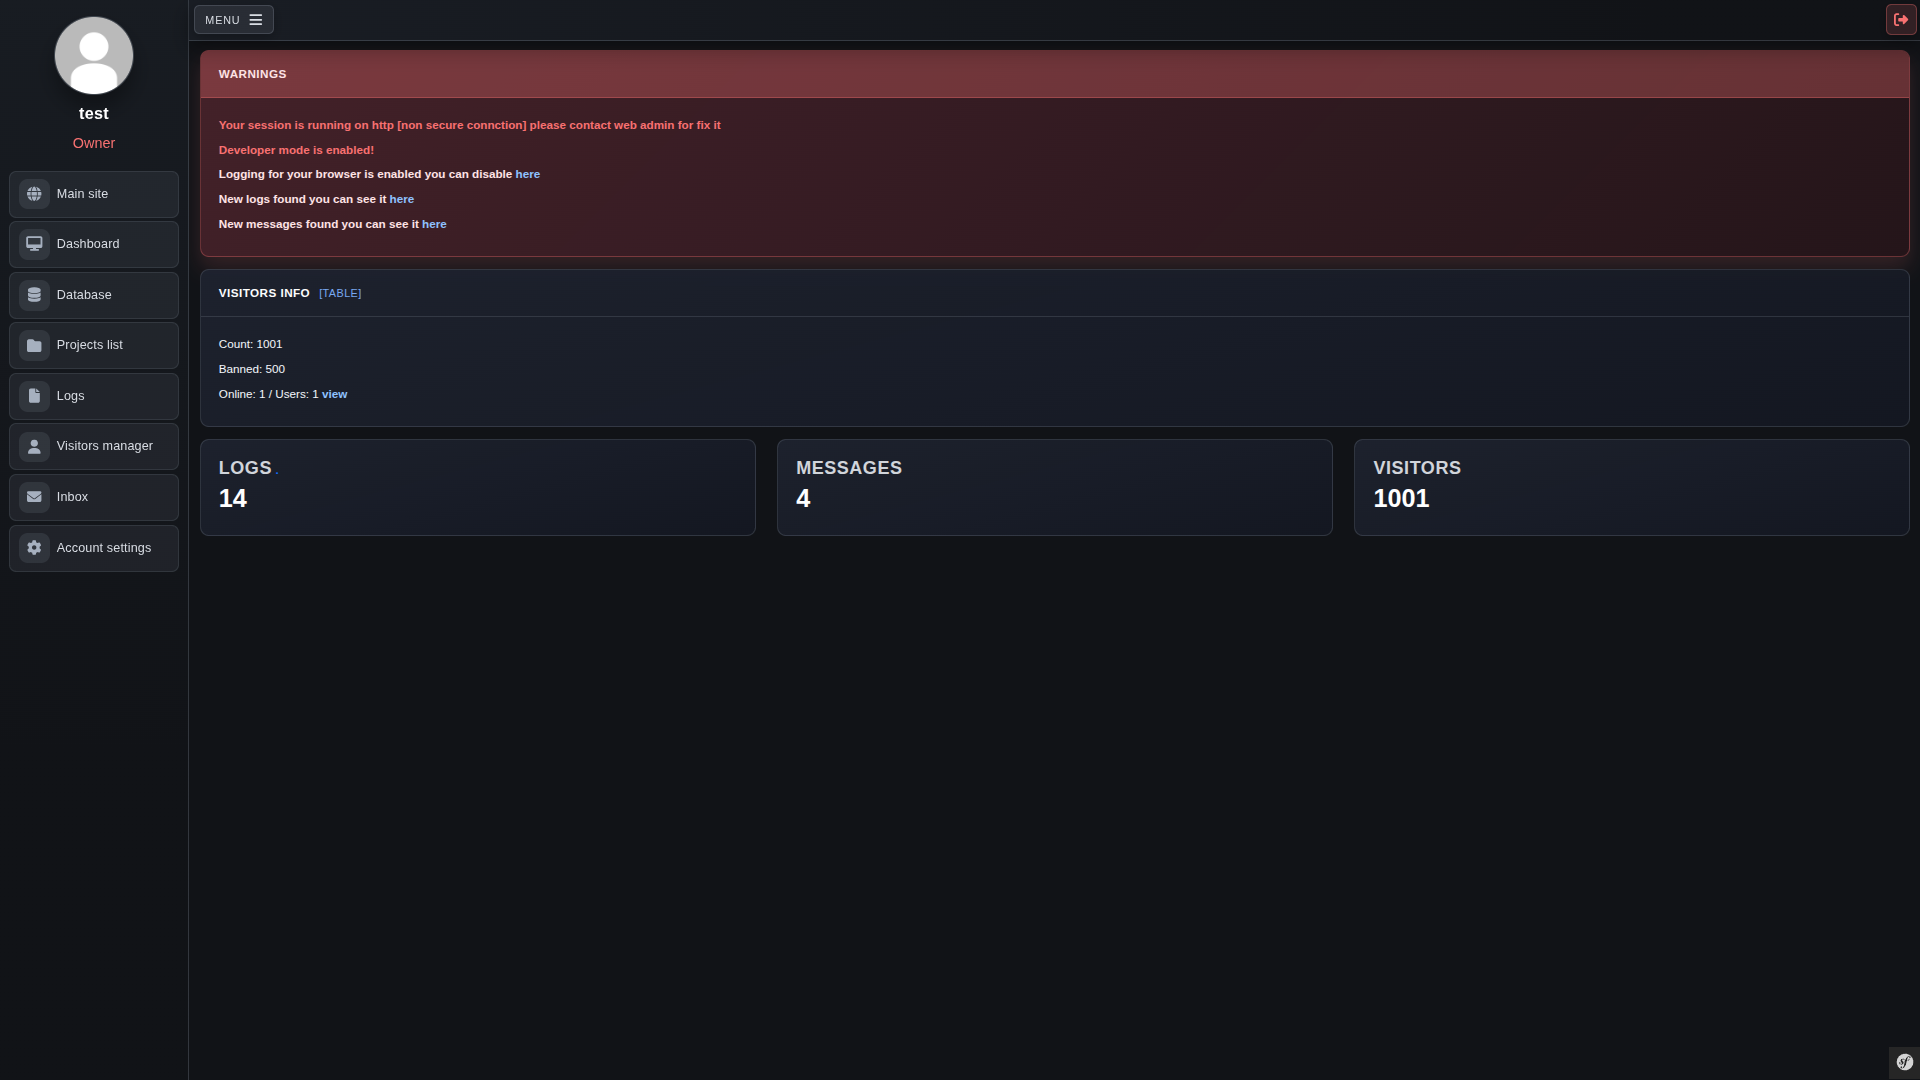 MENU
test
Owner
Main site
Dashboard
Database
Projects list
Logs
Visitors manager
Inbox
Account settings
WARNINGS
Your session is running on http [non secure connction] please contact web admin for fix it
Developer mode is enabled!
Logging for your browser is enabled you can disable here
New logs found you can see it here
New messages found you can see it here
VISITORS INFO [TABLE]
Count: 1001
Banned: 500
Online: 1 / Users: 1 view
LOGS .
14
MESSAGES
4
VISITORS
1001
sf